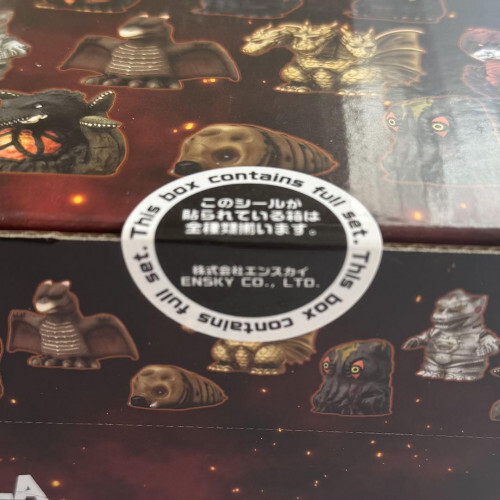 This box contains full set. This box contains full set.
このシールが
貼られている箱は
全種類揃います。
株式会社エンスカイ
ENSKY CO., LTD.